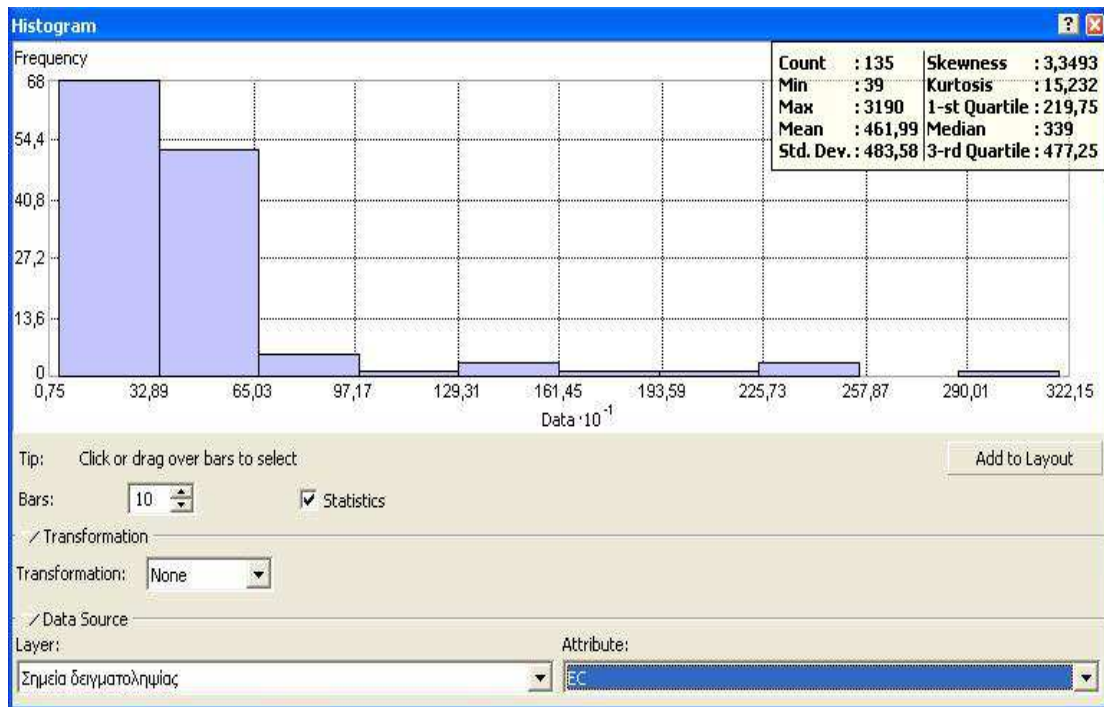 Histogram
Frequency
Count : 135 Skewness : 3,3493
Min : 39 Kurtosis : 15,232
Max : 3190 1-st Quartile : 219,75
Mean : 461,99 Median : 339
Std. Dev. : 483,58 3-rd Quartile : 477,25
68
54,4
40,8
27,2
13,6
0
0,75 32,89 65,03 97,17 129,31 161,45 193,59 225,73 257,87 290,01 322,15
Data ·10⁻¹
Tip: Click or drag over bars to select
Add to Layout
Bars: 10 Statistics
Transformation
Transformation: None
Data Source
Layer: Attribute:
Σημεία δειγματοληψίας EC